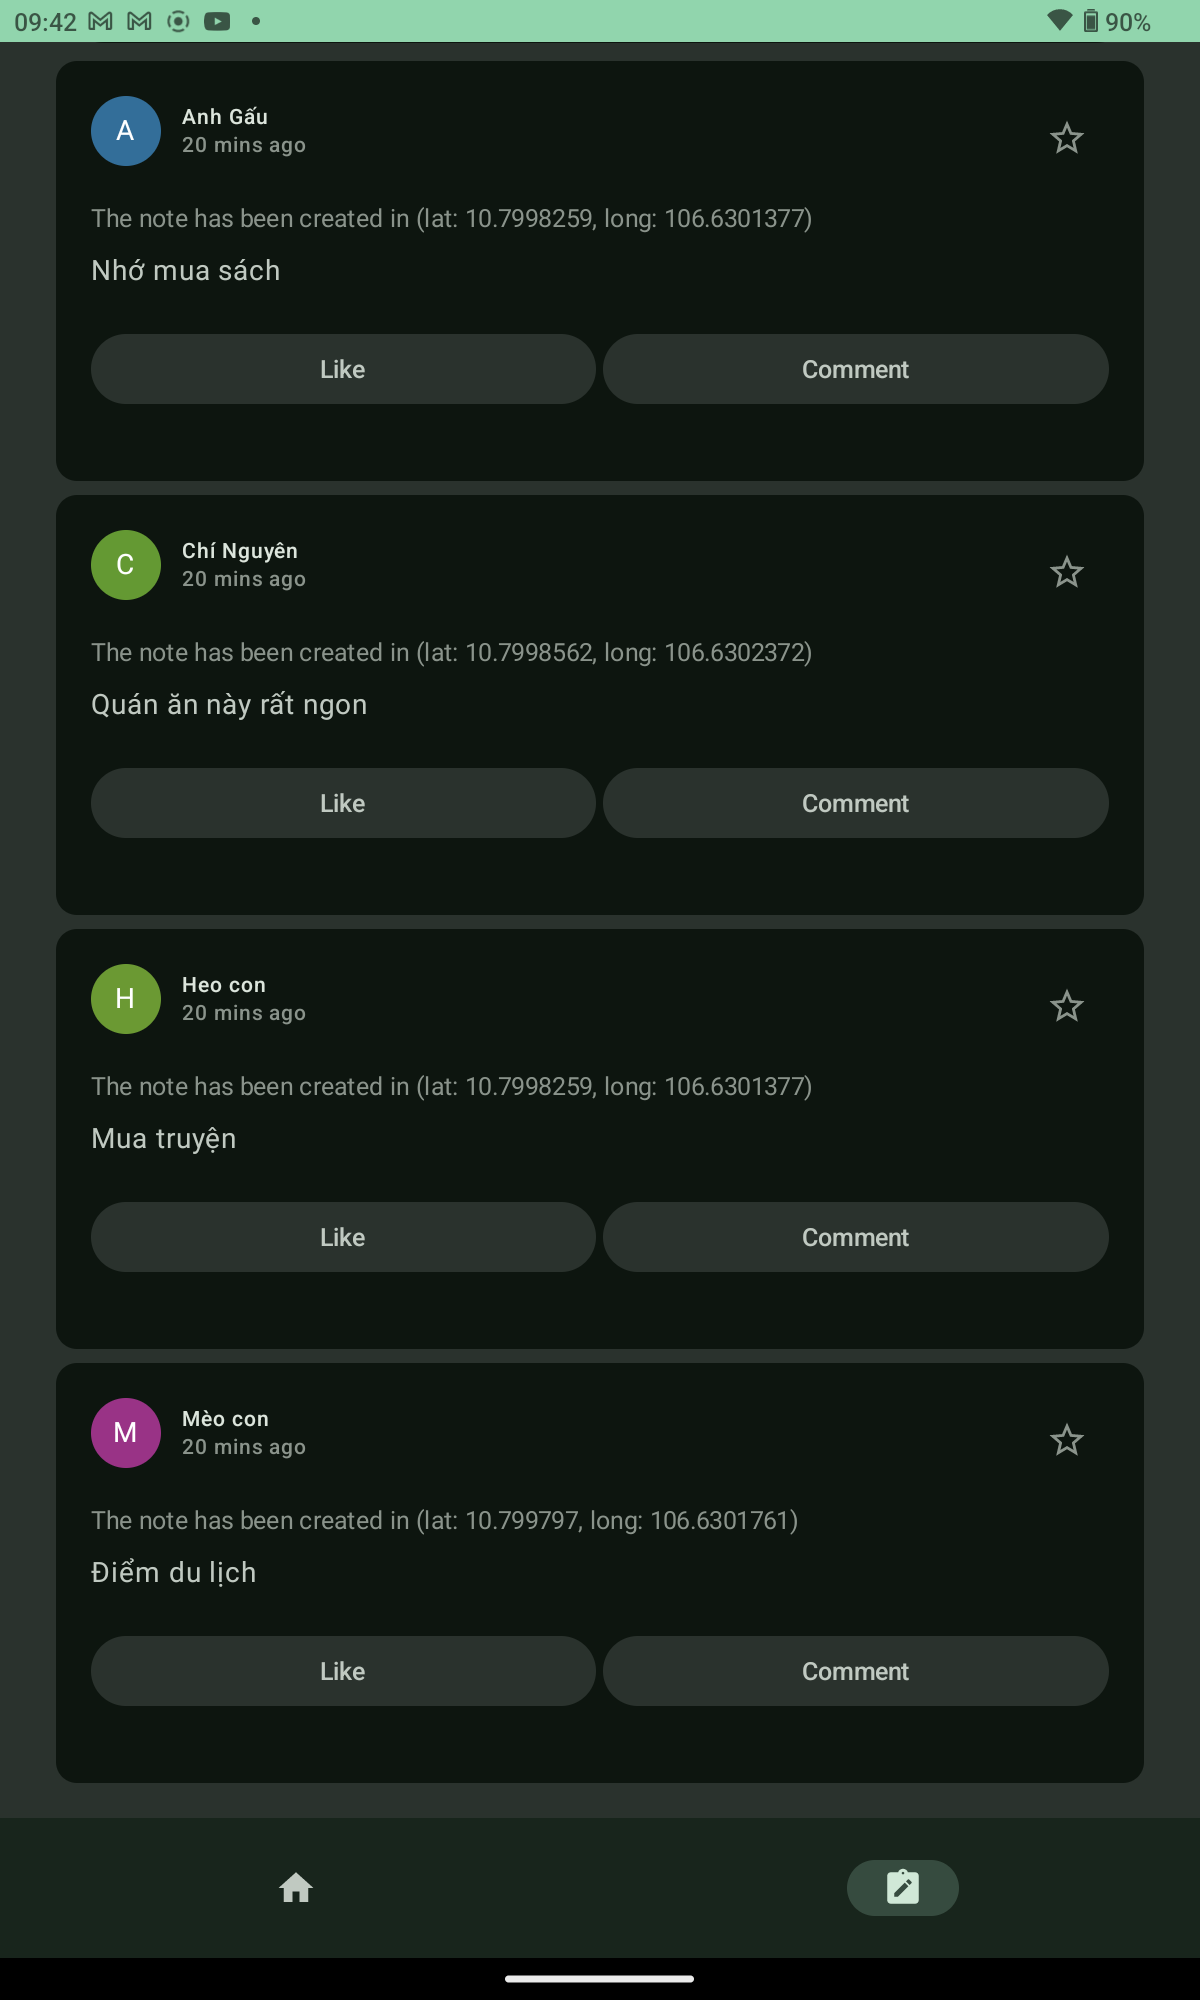 09:42 90%
A
Anh Gấu
20 mins ago
The note has been created in (lat: 10.7998259, long: 106.6301377)
Nhớ mua sách
Like Comment
C
Chí Nguyên
20 mins ago
The note has been created in (lat: 10.7998562, long: 106.6302372)
Quán ăn này rất ngon
Like Comment
H
Heo con
20 mins ago
The note has been created in (lat: 10.7998259, long: 106.6301377)
Mua truyện
Like Comment
M
Mèo con
20 mins ago
The note has been created in (lat: 10.799797, long: 106.6301761)
Điểm du lịch
Like Comment